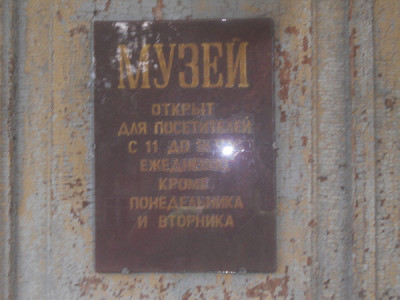 МУЗЕЙ
ОТКРЫТ
ДЛЯ ПОСЕТИТЕЛЕЙ
С 11 ДО
ЕЖЕДНЕВНО
КРОМЕ
ПОНЕДЕЛЬНИКА
И ВТОРНИКА